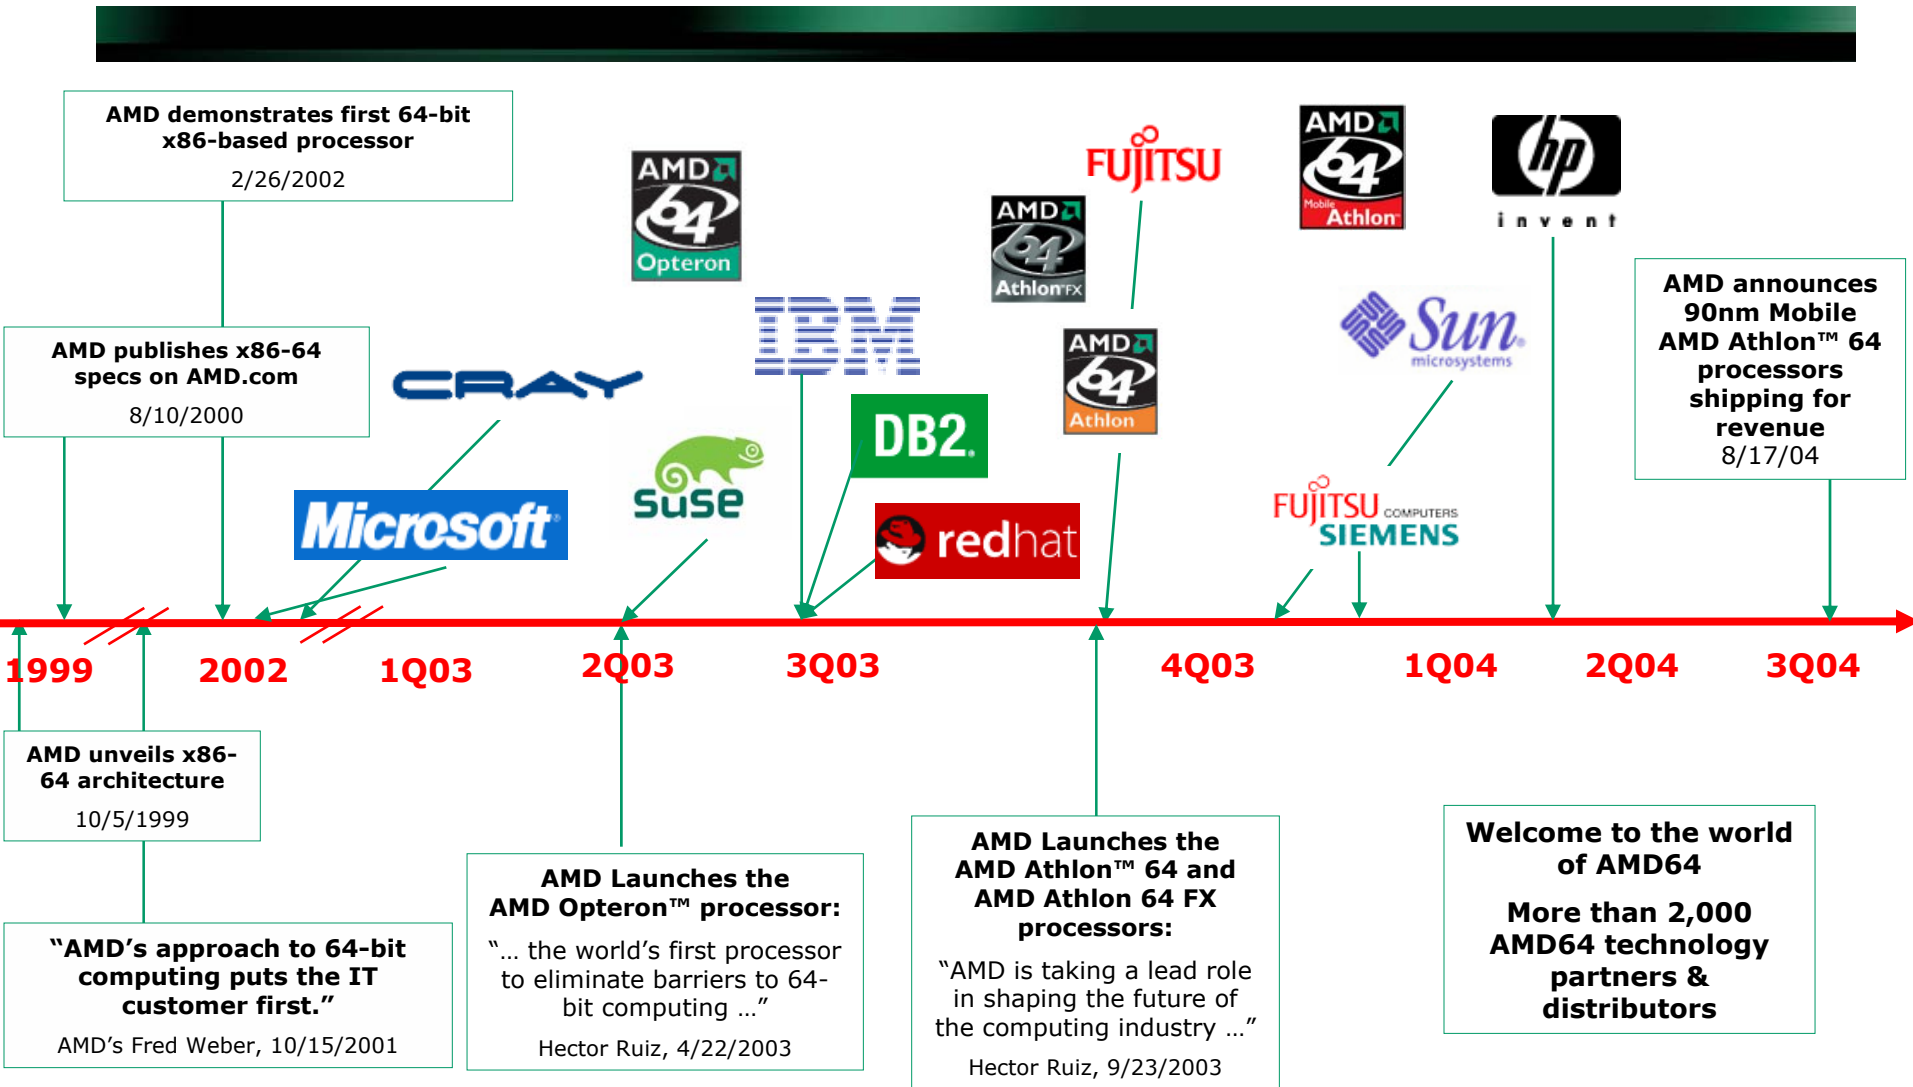 AMD demonstrates first 64-bit
x86-based processor
2/26/2002
AMD publishes x86-64
specs on AMD.com
8/10/2000
CRAY
Microsoft®
AMD
64
Opteron
IBM
SUSE
DB2.
redhat
AMD
64
Athlon™FX
FUJITSU
AMD
64
Athlon
AMD
64
Mobile
Athlon™
hp
invent
Sun
microsystems
FUJITSU COMPUTERS
SIEMENS
AMD announces
90nm Mobile
AMD Athlon™ 64
processors
shipping for
revenue
8/17/04
1999
2002
1Q03
2Q03
3Q03
4Q03
1Q04
2Q04
3Q04
AMD unveils x86-
64 architecture
10/5/1999
“AMD’s approach to 64-bit
computing puts the IT
customer first.”
AMD’s Fred Weber, 10/15/2001
AMD Launches the
AMD Opteron™ processor:
“… the world’s first processor
to eliminate barriers to 64-
bit computing …”
Hector Ruiz, 4/22/2003
AMD Launches the
AMD Athlon™ 64 and
AMD Athlon 64 FX
processors:
“AMD is taking a lead role
in shaping the future of
the computing industry …”
Hector Ruiz, 9/23/2003
Welcome to the world
of AMD64
More than 2,000
AMD64 technology
partners &
distributors